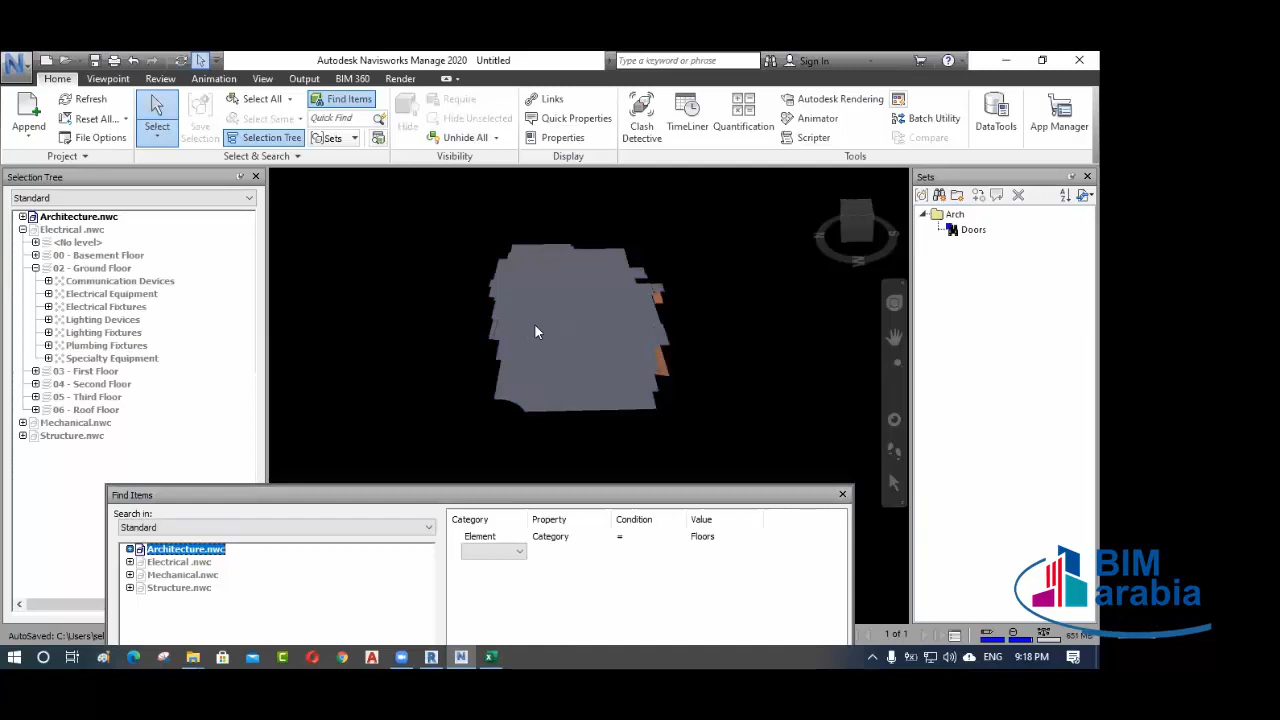 Autodesk Navisworks Manage 2020 Untitled
Type a keyword or phrase
Sign In
Home Viewpoint Review Animation View Output BIM 360 Render
Append
Refresh
Reset All...
File Options
Project
Select
Save Selection
Select All
Select Same
Selection Tree
Find Items
Quick Find
Sets
Select & Search
Hide
Require
Hide Unselected
Unhide All
Visibility
Links
Quick Properties
Properties
Display
Clash Detective
TimeLiner
Quantification
Autodesk Rendering
Animator
Scripter
Batch Utility
Compare
DataTools
App Manager
Tools
Selection Tree
Standard
Architecture.nwc
Electrical .nwc
<No level>
00 - Basement Floor
02 - Ground Floor
Communication Devices
Electrical Equipment
Electrical Fixtures
Lighting Devices
Lighting Fixtures
Plumbing Fixtures
Specialty Equipment
03 - First Floor
04 - Second Floor
05 - Third Floor
06 - Roof Floor
Mechanical.nwc
Structure.nwc
W
Sets
Arch
Doors
Find Items
Search in:
Standard
Architecture.nwc
Electrical .nwc
Mechanical.nwc
Structure.nwc
Category Property Condition Value
Element Category = Floors
BIM
arabia
AutoSaved: C:\Users\sel
1 of 1
651 MB
ENG 9:18 PM